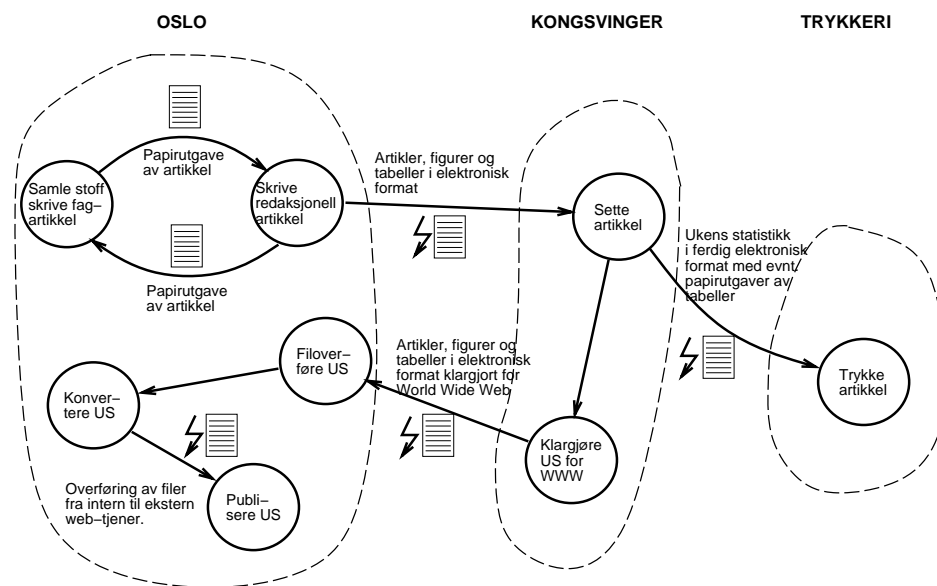 OSLO
KONGSVINGER
TRYKKERI
Papirutgave
av artikkel
Samle stoff
skrive fag–
artikkel
Skrive
redaksjonell
artikkel
Papirutgave
av artikkel
Artikler, figurer og
tabeller i elektronisk
format
Sette
artikkel
Ukens statistikk
i ferdig elektronisk
format med evnt.
papirutgaver av
tabeller
Trykke
artikkel
Artikler, figurer og
tabeller i elektronisk
format klargjort for
World Wide Web
Klargjøre
US for
WWW
Filover–
føre US
Konver–
tere US
Overføring av filer
fra intern til ekstern
web–tjener.
Publi–
sere US